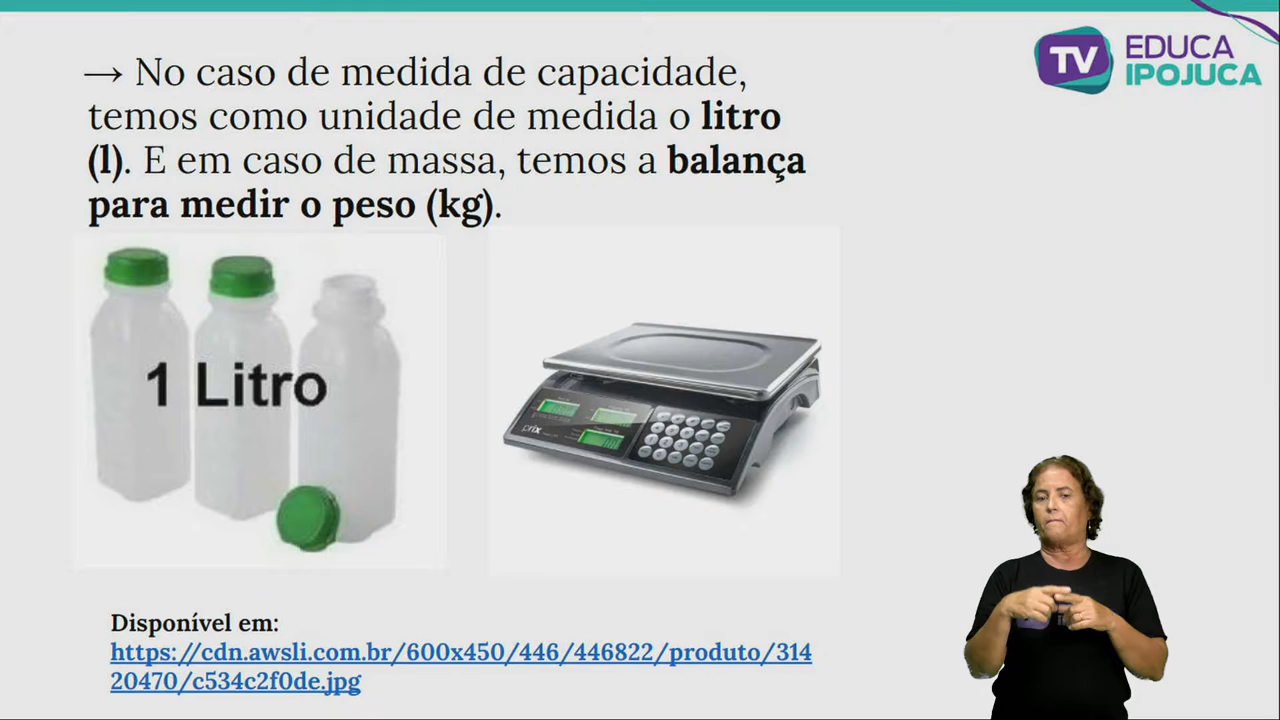 → No caso de medida de capacidade,
temos como unidade de medida o litro
(l). E em caso de massa, temos a balança
para medir o peso (kg).
TV EDUCA
IPOJUCA
1 Litro
prix
Disponível em:
https://cdn.awsli.com.br/600x450/446/446822/produto/314
20470/c534c2f0de.jpg